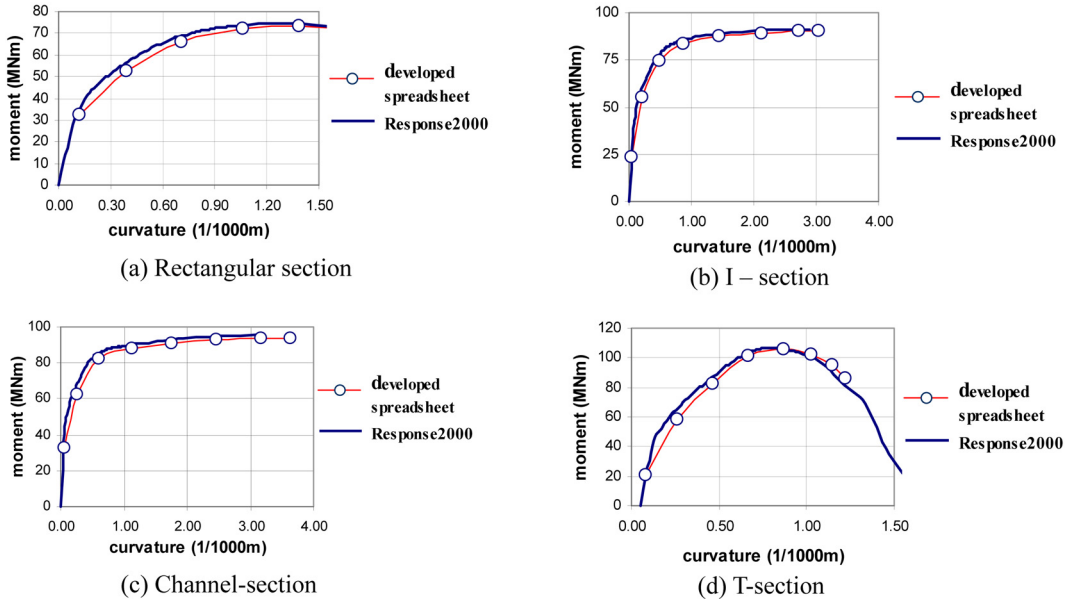 80
70
60
50
40
30
20
10
0
moment (MNm)
0.00 0.30 0.60 0.90 1.20 1.50
curvature (1/1000m)
developed
spreadsheet
Response2000
(a) Rectangular section
100
75
50
25
0
moment (MNm)
0.00 1.00 2.00 3.00 4.00
curvature (1/1000m)
developed
spreadsheet
Response2000
(b) I – section
100
80
60
40
20
0
moment (MNm)
0.00 1.00 2.00 3.00 4.00
curvature (1/1000m)
developed
spreadsheet
Response2000
(c) Channel-section
120
100
80
60
40
20
0
moment (MNm)
0.00 0.50 1.00 1.50
curvature (1/1000m)
developed
spreadsheet
Response2000
(d) T-section